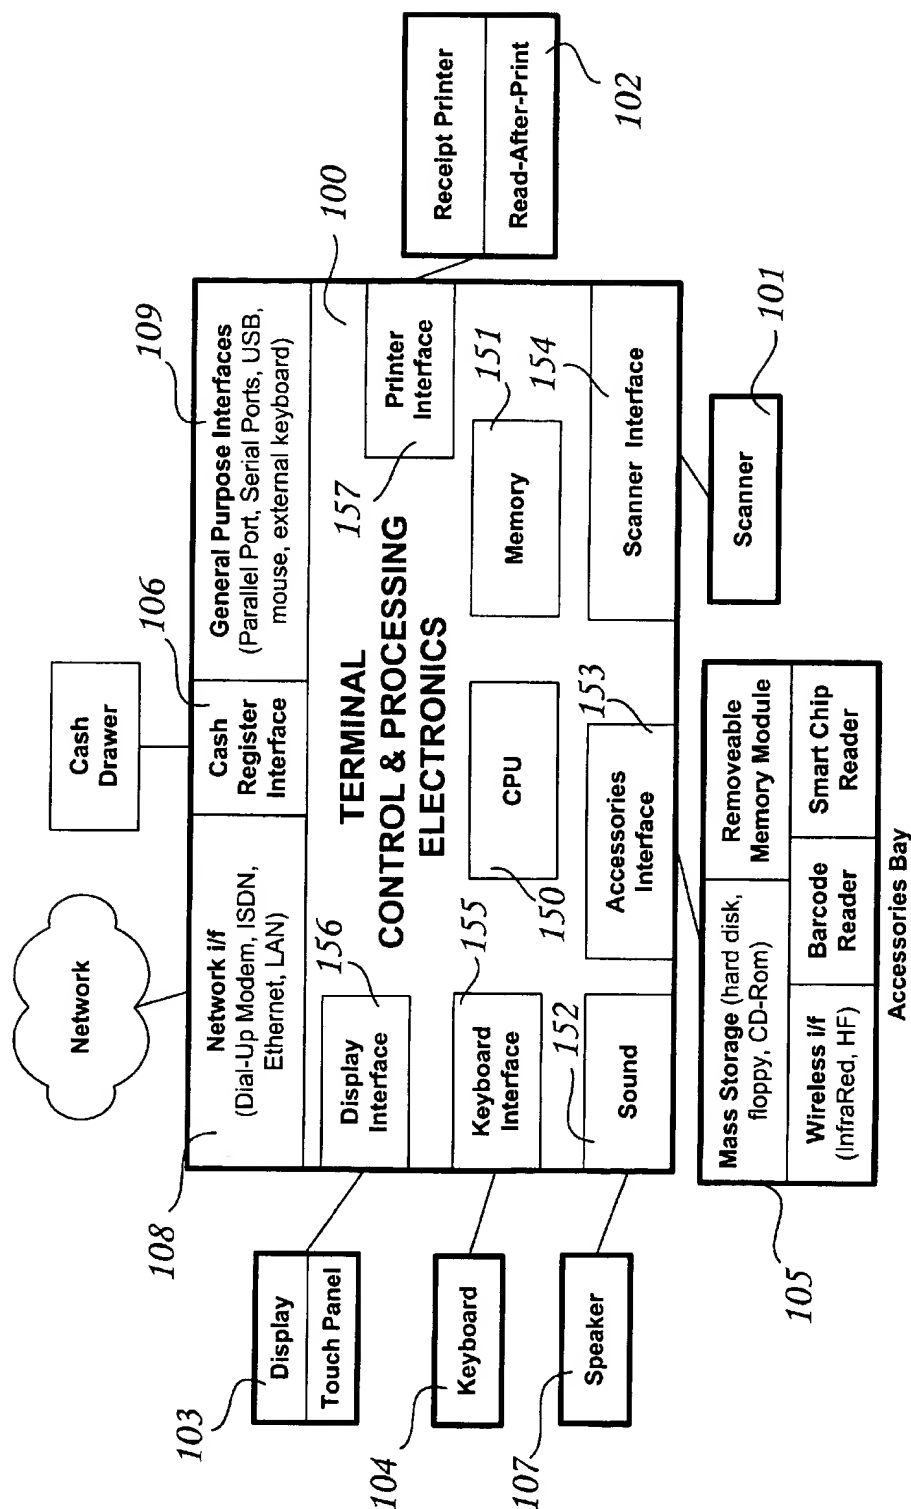 Network
Cash
Drawer
106
109
108
Network i/f
(Dial-Up Modem, ISDN,
Ethernet, LAN)
Cash
Register
Interface
General Purpose Interfaces
(Parallel Port, Serial Ports, USB,
mouse, external keyboard)
100
103
Display
Touch Panel
Display
Interface
156
TERMINAL
CONTROL & PROCESSING
ELECTRONICS
157
Printer
Interface
Receipt Printer
Read-After-Print
102
104
Keyboard
Keyboard
Interface
155
150
CPU
Memory
151
107
Speaker
152
Sound
Accessories
Interface
153
Scanner Interface
154
105
Mass Storage (hard disk,
floppy, CD-Rom)
Removeable
Memory Module
Wireless i/f
(InfraRed, HF)
Barcode
Reader
Smart Chip
Reader
Accessories Bay
Scanner
101